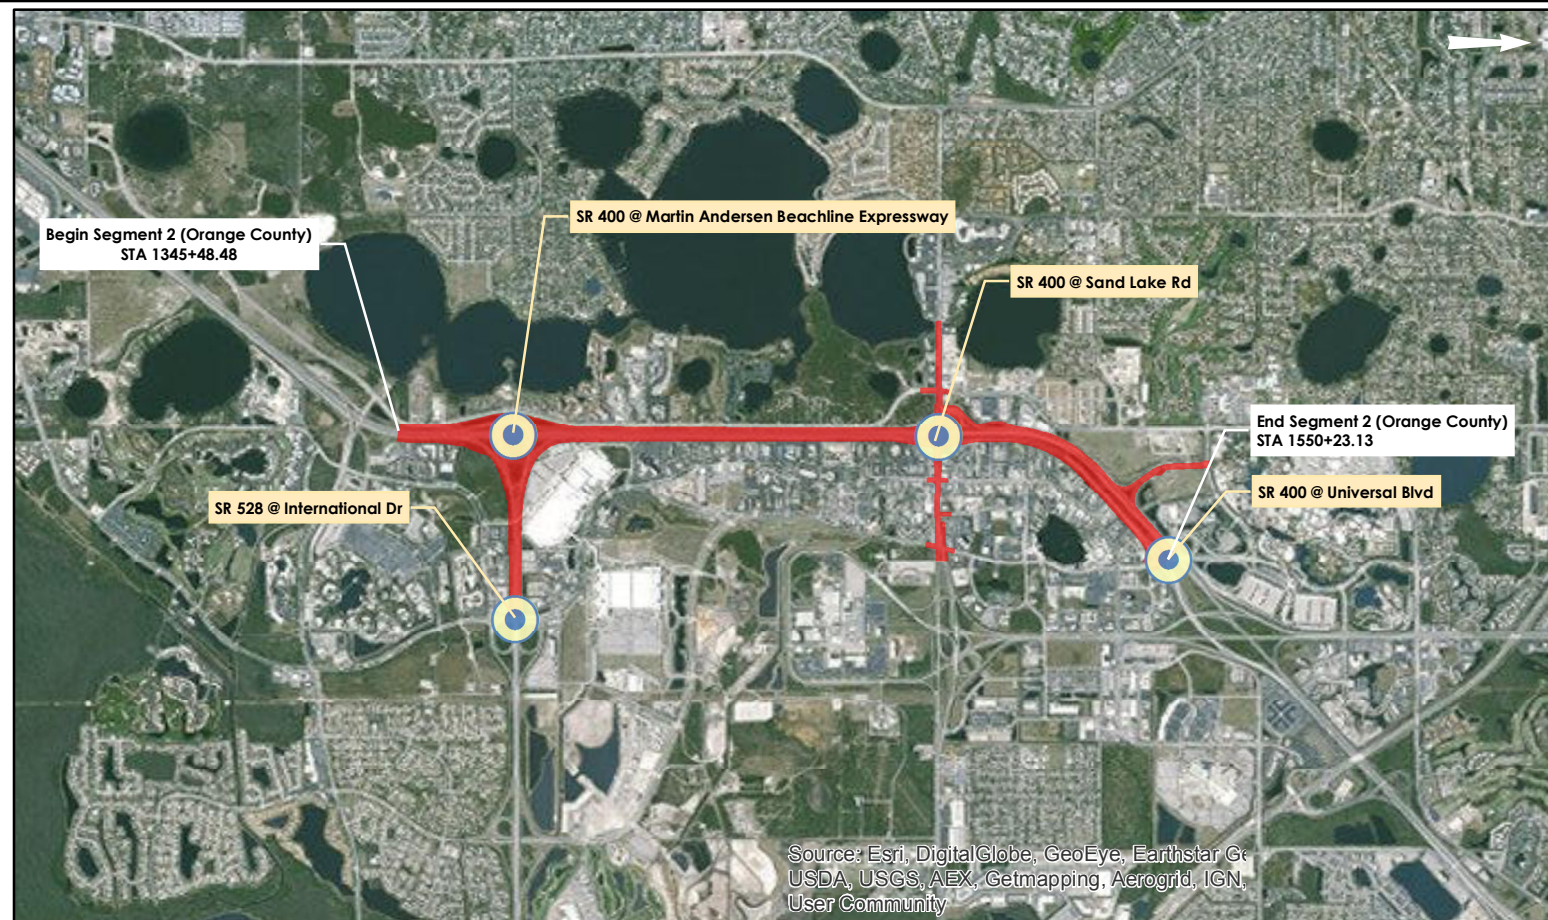 SR 400 @ Martin Andersen Beachline Expressway
Begin Segment 2 (Orange County)
STA 1345+48.48
SR 400 @ Sand Lake Rd
End Segment 2 (Orange County)
STA 1550+23.13
SR 400 @ Universal Blvd
SR 528 @ International Dr
Source: Esri, DigitalGlobe, GeoEye, Earthstar Ge
USDA, USGS, AEX, Getmapping, Aerogrid, IGN,
User Community